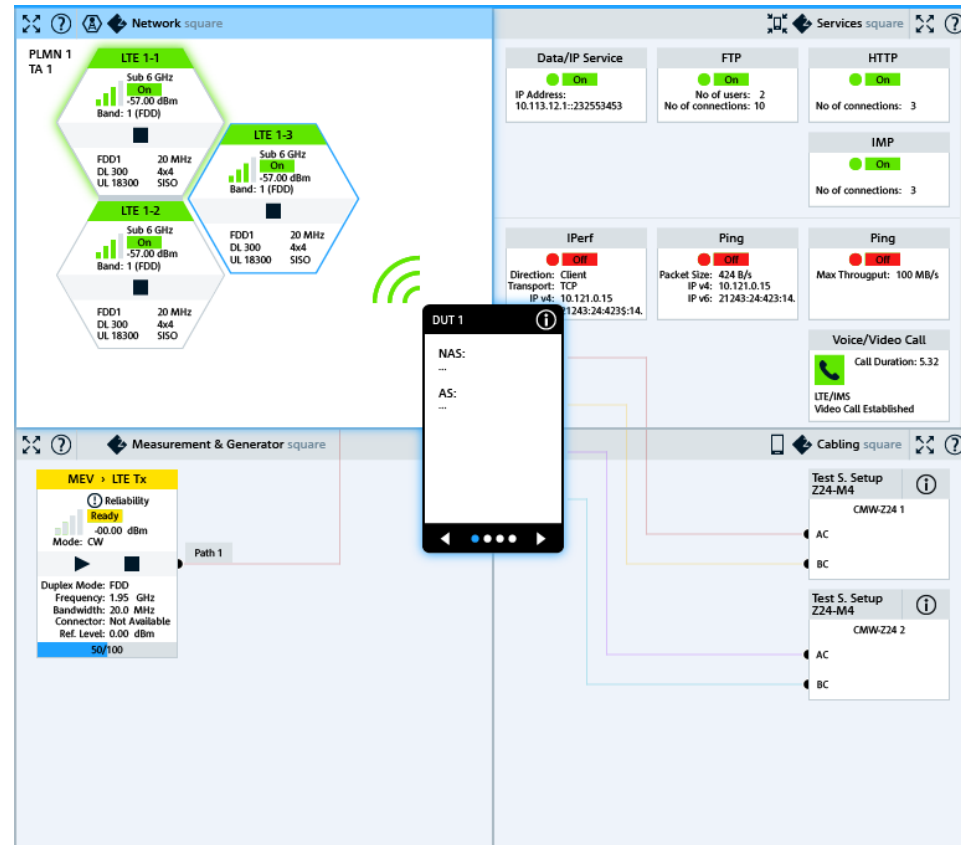 Network square
PLMN 1
TA 1
LTE 1-1
Sub 6 GHz
On
-57.00 dBm
Band: 1 (FDD)
FDD1 20 MHz
DL 300 4x4
UL 18300 SISO
LTE 1-3
Sub 6 GHz
On
-57.00 dBm
Band: 1 (FDD)
FDD1 20 MHz
DL 300 4x4
UL 18300 SISO
LTE 1-2
Sub 6 GHz
On
-57.00 dBm
Band: 1 (FDD)
FDD1 20 MHz
DL 300 4x4
UL 18300 SISO
Services square
Data/IP Service
On
IP Address:
10.113.12.1::232553453
FTP
On
No of users: 2
No of connections: 10
HTTP
On
No of connections: 3
IMP
On
No of connections: 3
IPerf
Off
Direction: Client
Transport: TCP
IP v4: 10.121.0.15
21243:24:423$:14.
Ping
Off
Packet Size: 424 B/s
IP v4: 10.121.0.15
IP v6: 21243:24:423:14.
Ping
Off
Max Througput: 100 MB/s
Voice/Video Call
Call Duration: 5.32
LTE/IMS
Video Call Established
DUT 1
NAS:
...
AS:
...
Measurement & Generator square
MEV › LTE Tx
Reliability
Ready
-00.00 dBm
Mode: CW
Path 1
Duplex Mode: FDD
Frequency: 1.95 GHz
Bandwidth: 20.0 MHz
Connector: Not Available
Ref. Level: 0.00 dBm
50/100
Cabling square
Test S. Setup
Z24-M4
CMW-Z24 1
AC
BC
Test S. Setup
Z24-M4
CMW-Z24 2
AC
BC